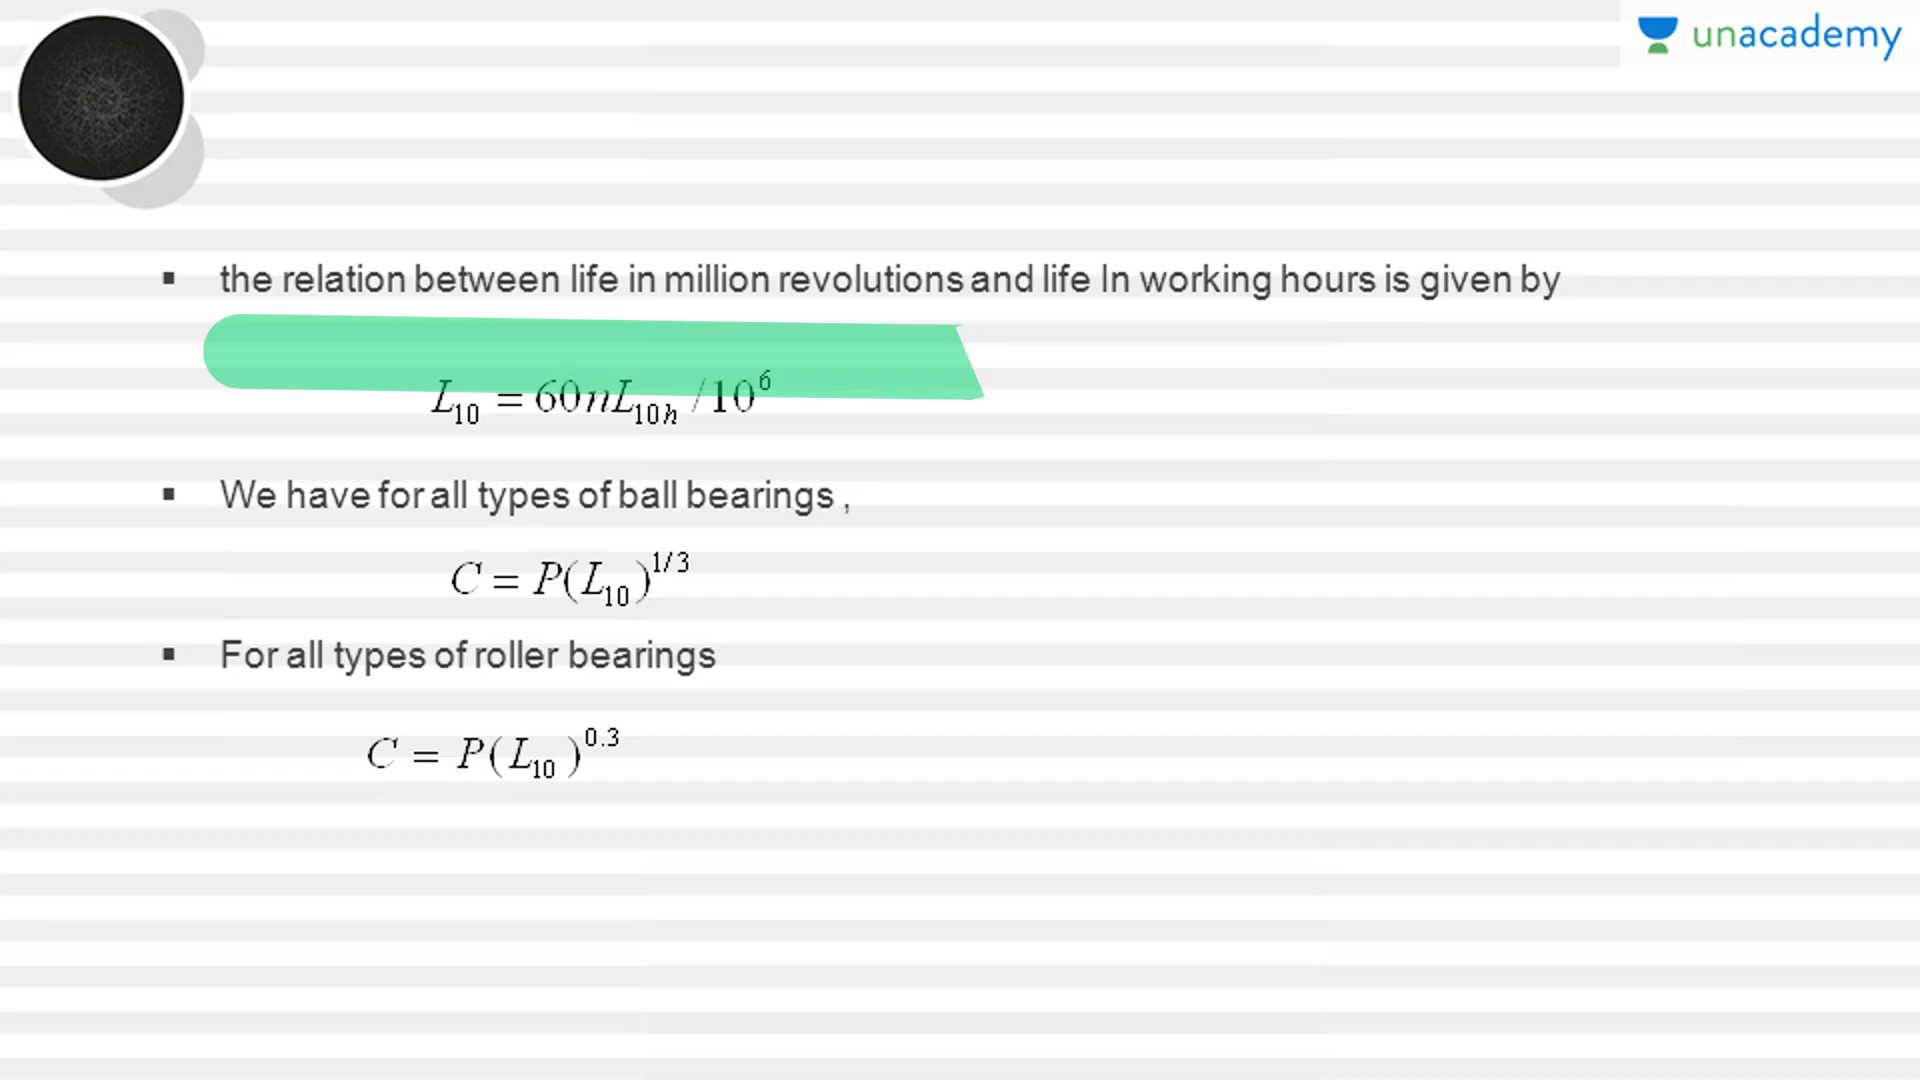 unacademy
▪ the relation between life in million revolutions and life In working hours is given by
L₁₀ = 60nL₁₀ₕ /10⁶
▪ We have for all types of ball bearings ,
C = P(L₁₀)^1/3
▪ For all types of roller bearings
C = P(L₁₀ )^0.3